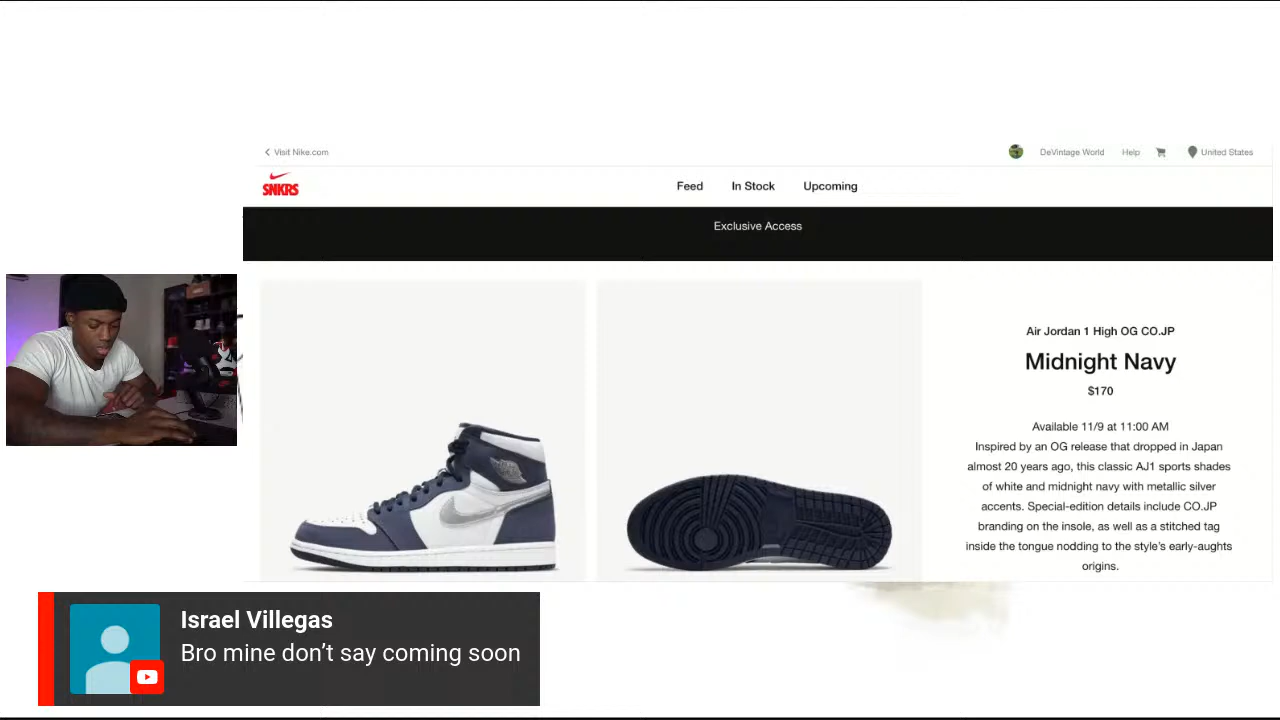 Visit Nike.com
DeVintage World Help United States
SNKRS
Feed In Stock Upcoming
Exclusive Access
Air Jordan 1 High OG CO.JP
Midnight Navy
$170
Available 11/9 at 11:00 AM
Inspired by an OG release that dropped in Japan
almost 20 years ago, this classic AJ1 sports shades
of white and midnight navy with metallic silver
accents. Special-edition details include CO.JP
branding on the insole, as well as a stitched tag
inside the tongue nodding to the style's early-aughts
origins.
Israel Villegas
Bro mine don't say coming soon